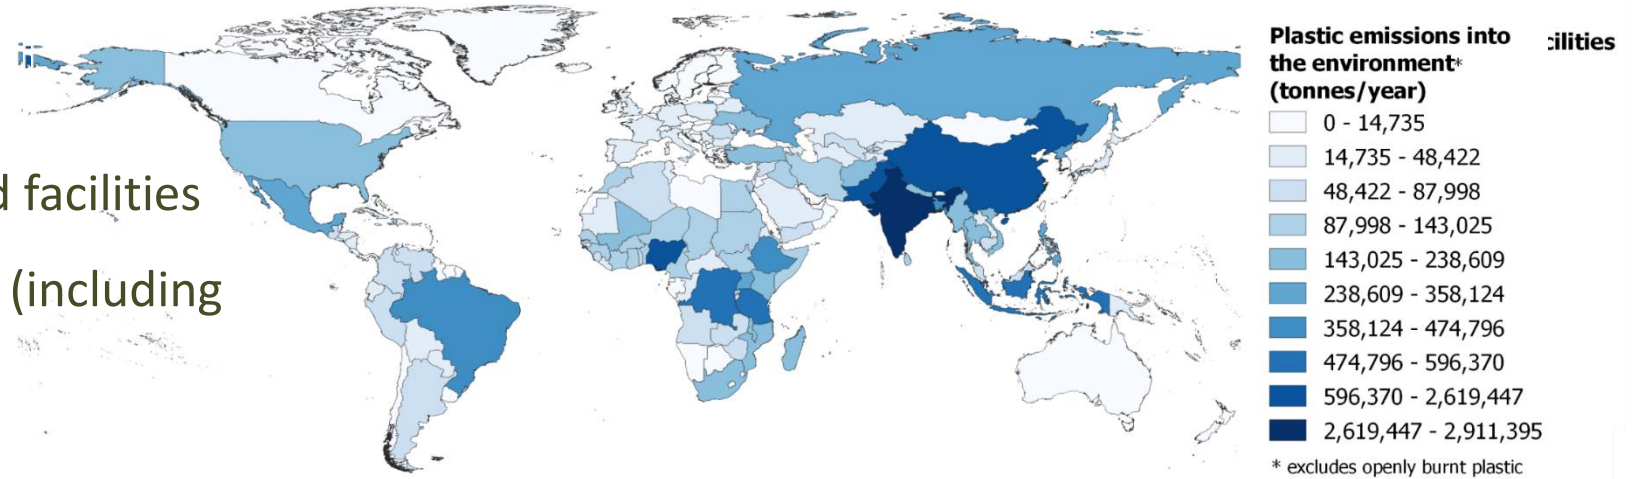 d facilities
(including
Plastic emissions into
the environment*
(tonnes/year)
0 - 14,735
14,735 - 48,422
48,422 - 87,998
87,998 - 143,025
143,025 - 238,609
238,609 - 358,124
358,124 - 474,796
474,796 - 596,370
596,370 - 2,619,447
2,619,447 - 2,911,395
* excludes openly burnt plastic
cilities